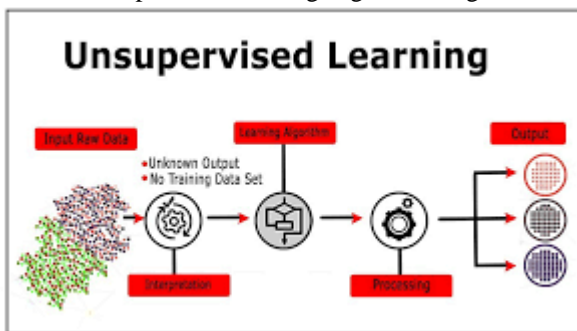 Unsupervised Learning
Input Raw Data
Unknown Output
No Training Data Set
Learning Algorithm
Output
Interpretation
Processing